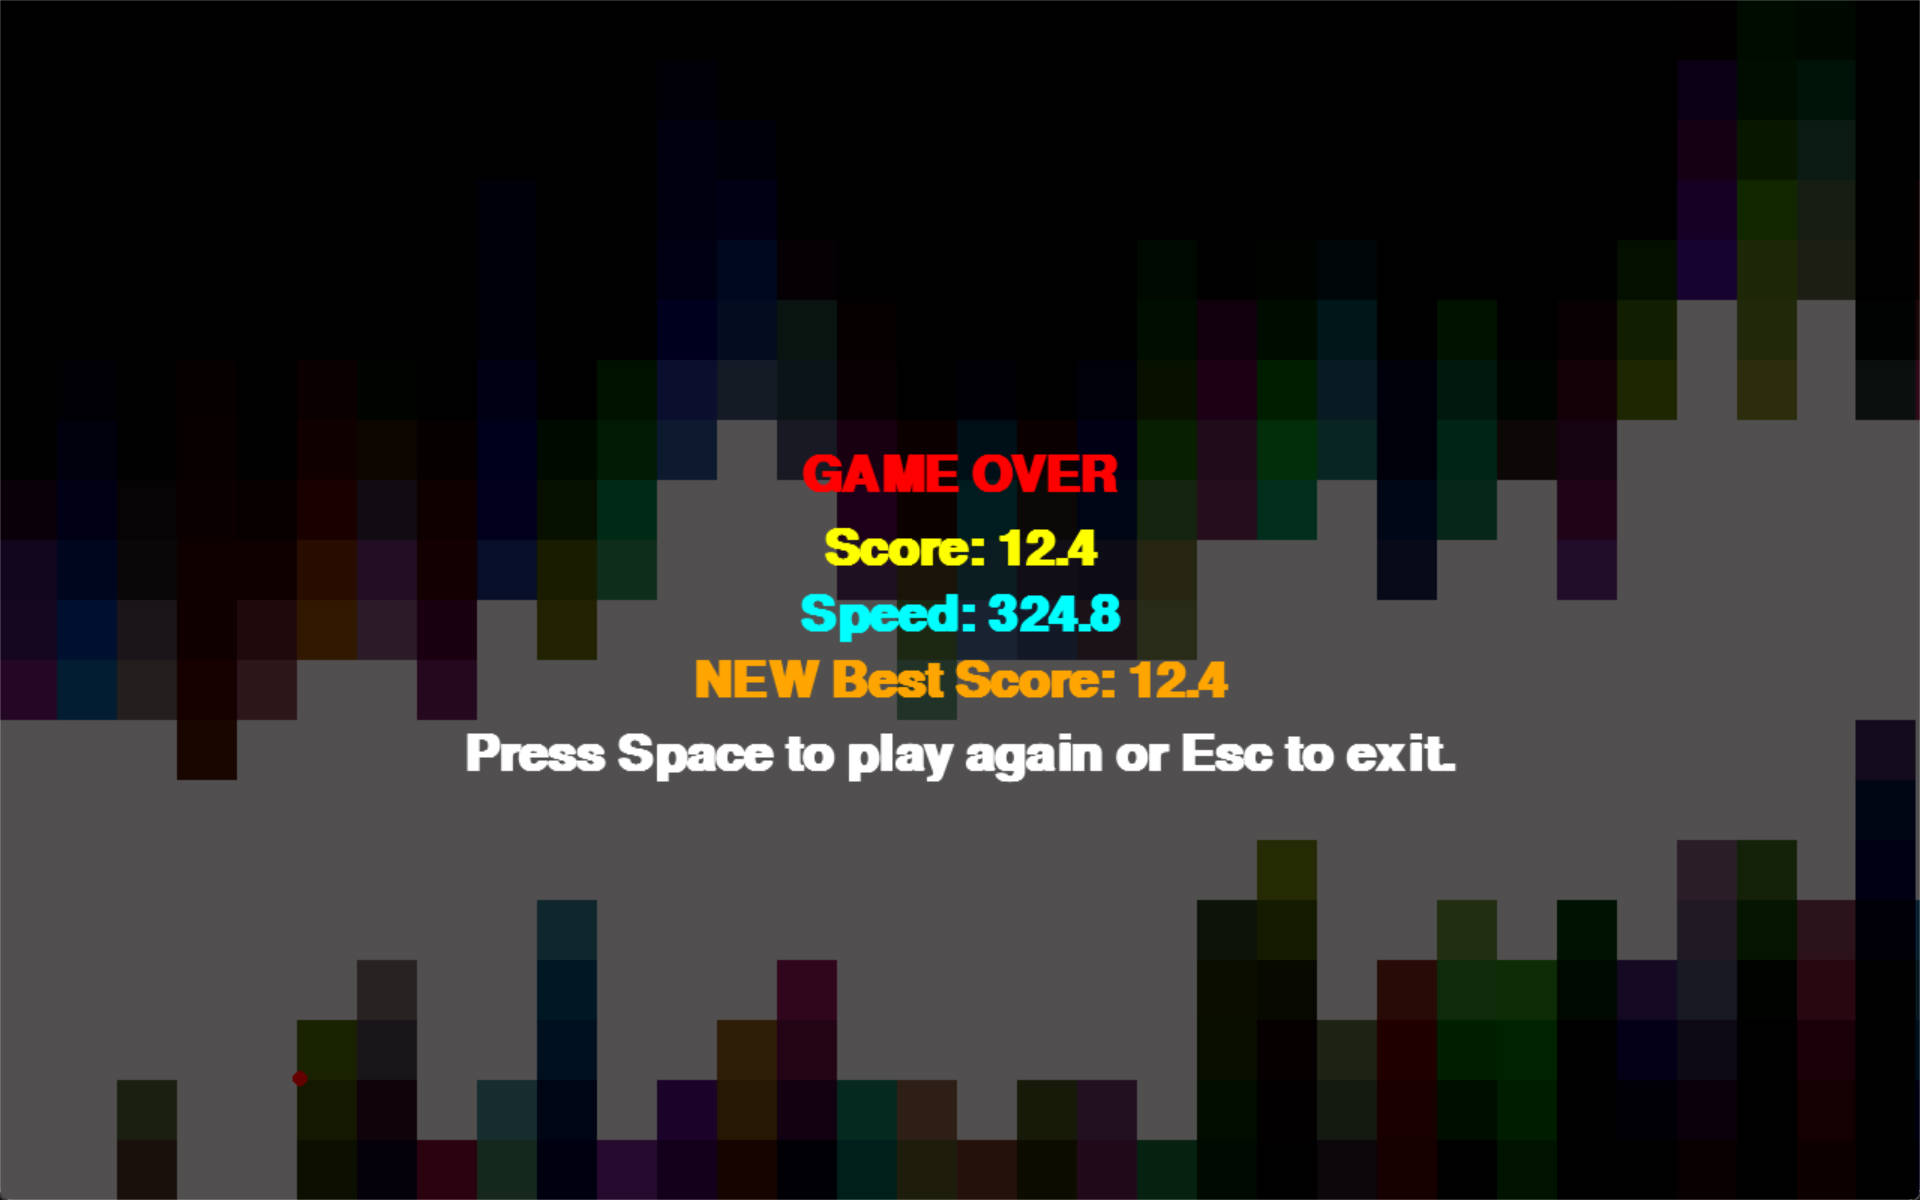 GAME OVER
Score: 12.4
Speed: 324.8
NEW Best Score: 12.4
Press Space to play again or Esc to exit.